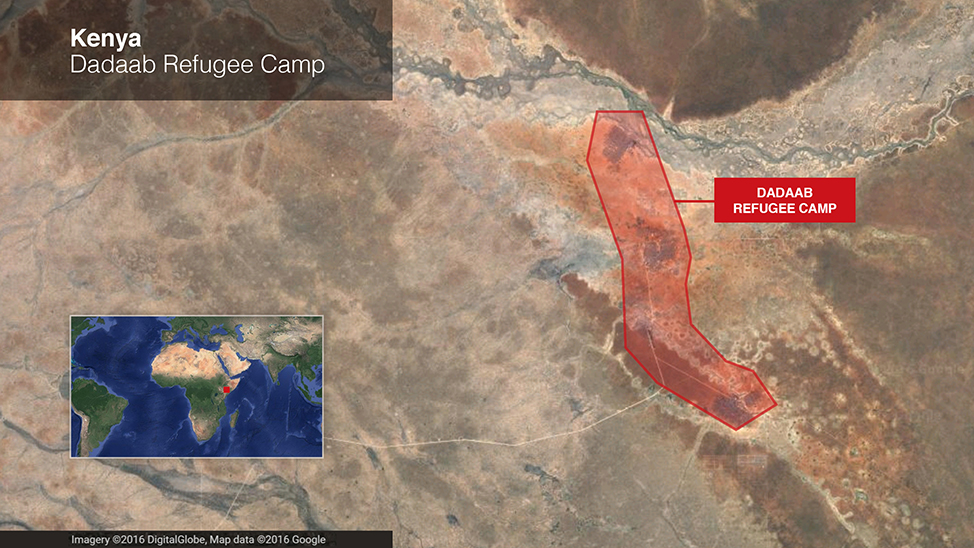 Kenya
Dadaab Refugee Camp
DADAAB
REFUGEE CAMP
Imagery ©2016 DigitalGlobe, Map data ©2016 Google